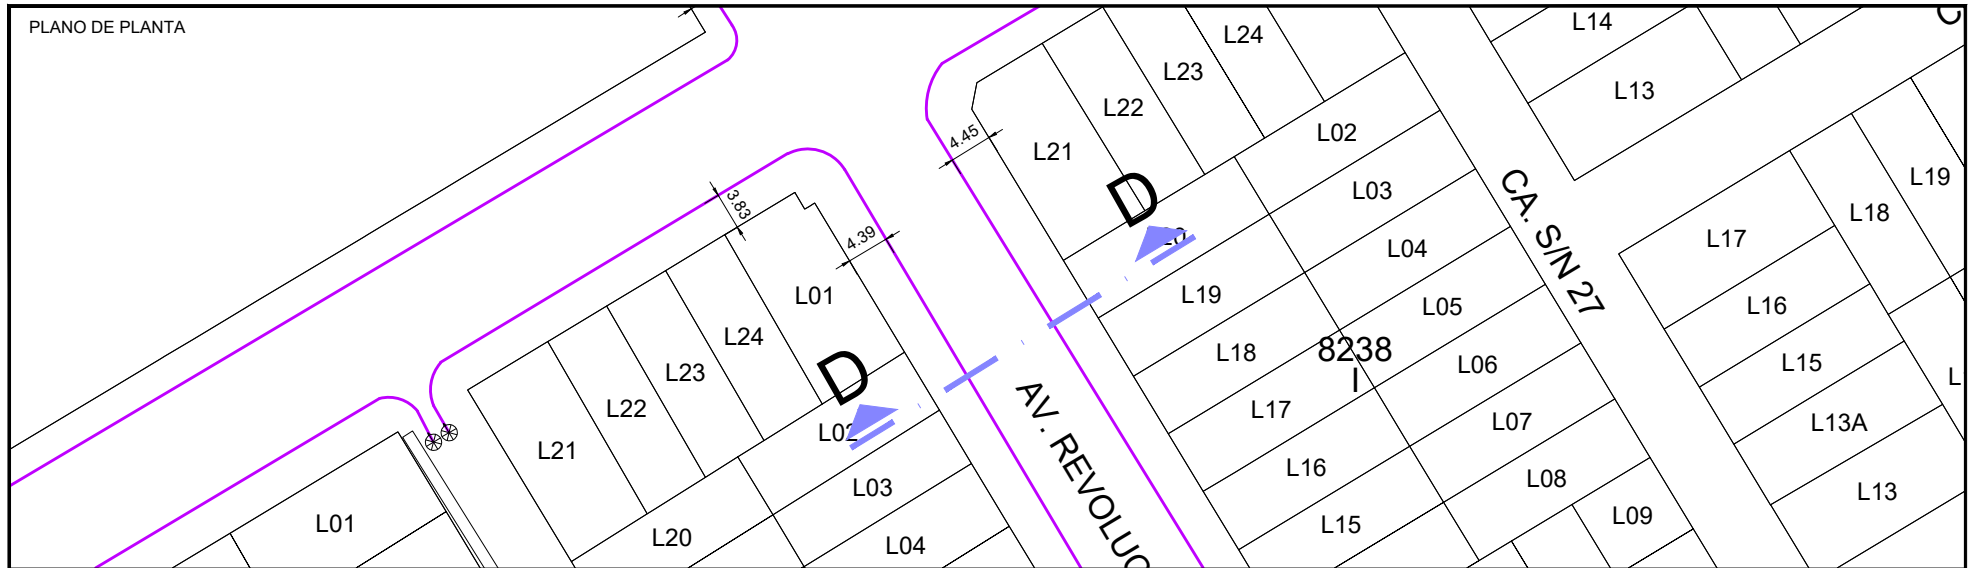 PLANO DE PLANTA
L14
L24
L23
L13
L22
4.45
L21
L02
D
L03
L19
L18
L17
CA. S/N 27
3.83
4.39
L04
L01
L19
L05
L16
L24
L18
8238
I
L06
L15
L23
D
L17
L22
L02
L07
L13A
AV. REVOLUC
L21
L16
L03
L08
L13
L01
L20
L15
L09
L04